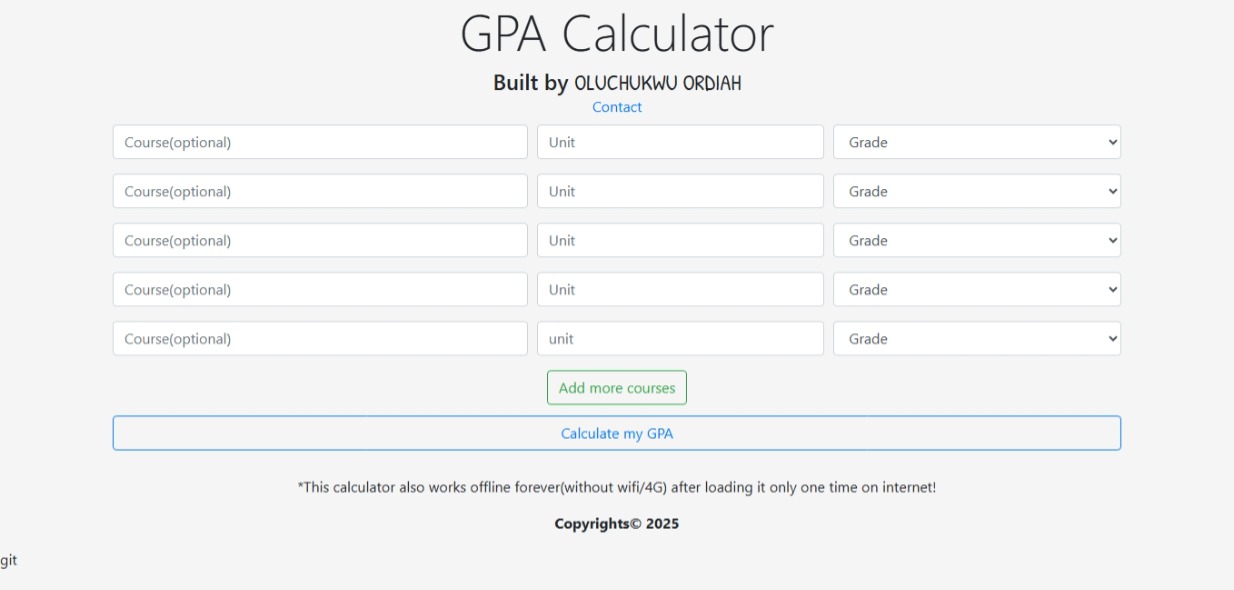 GPA Calculator
Built by OLUCHUKWU ORDIAH
Contact
Course(optional) Unit Grade
Course(optional) Unit Grade
Course(optional) Unit Grade
Course(optional) Unit Grade
Course(optional) unit Grade
Add more courses
Calculate my GPA
*This calculator also works offline forever(without wifi/4G) after loading it only one time on internet!
Copyrights© 2025
git